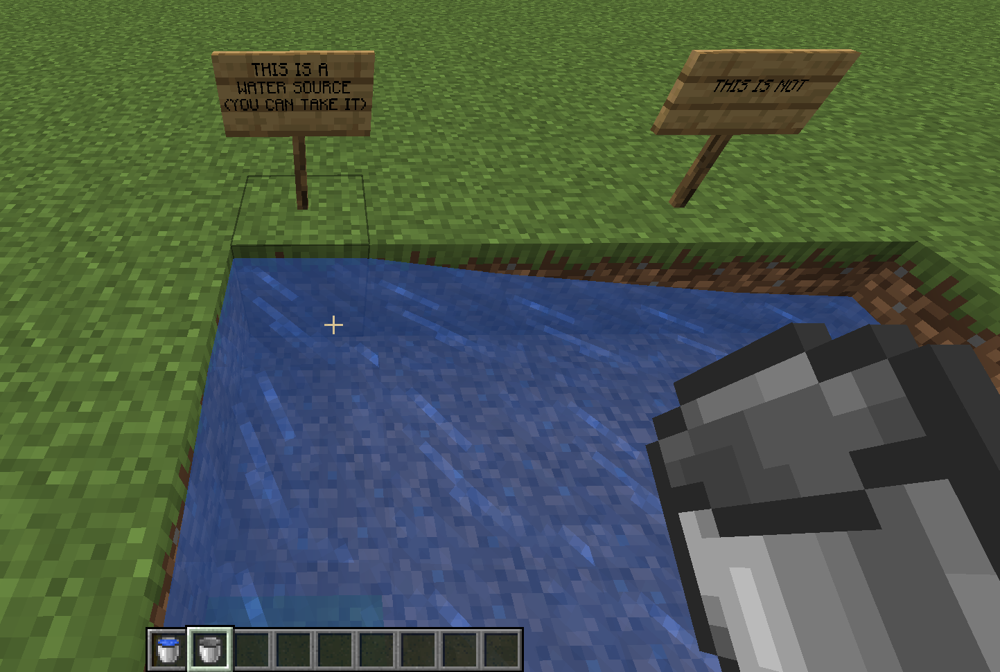 THIS IS A
WATER SOURCE
(YOU CAN TAKE IT)
THIS IS NOT